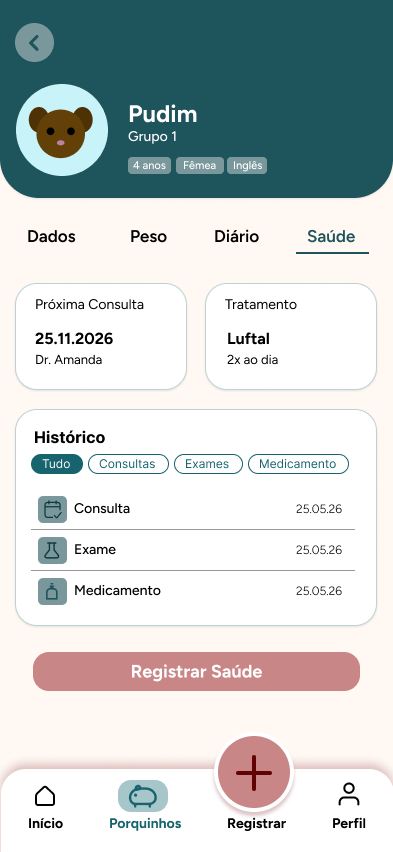 Pudim
Grupo 1
4 anos Fêmea Inglês
Dados Peso Diário Saúde
Próxima Consulta
25.11.2026
Dr. Amanda
Tratamento
Luftal
2x ao dia
Histórico
Tudo Consultas Exames Medicamento
Consulta 25.05.26
Exame 25.05.26
Medicamento 25.05.26
Registrar Saúde
Início Porquinhos Registrar Perfil